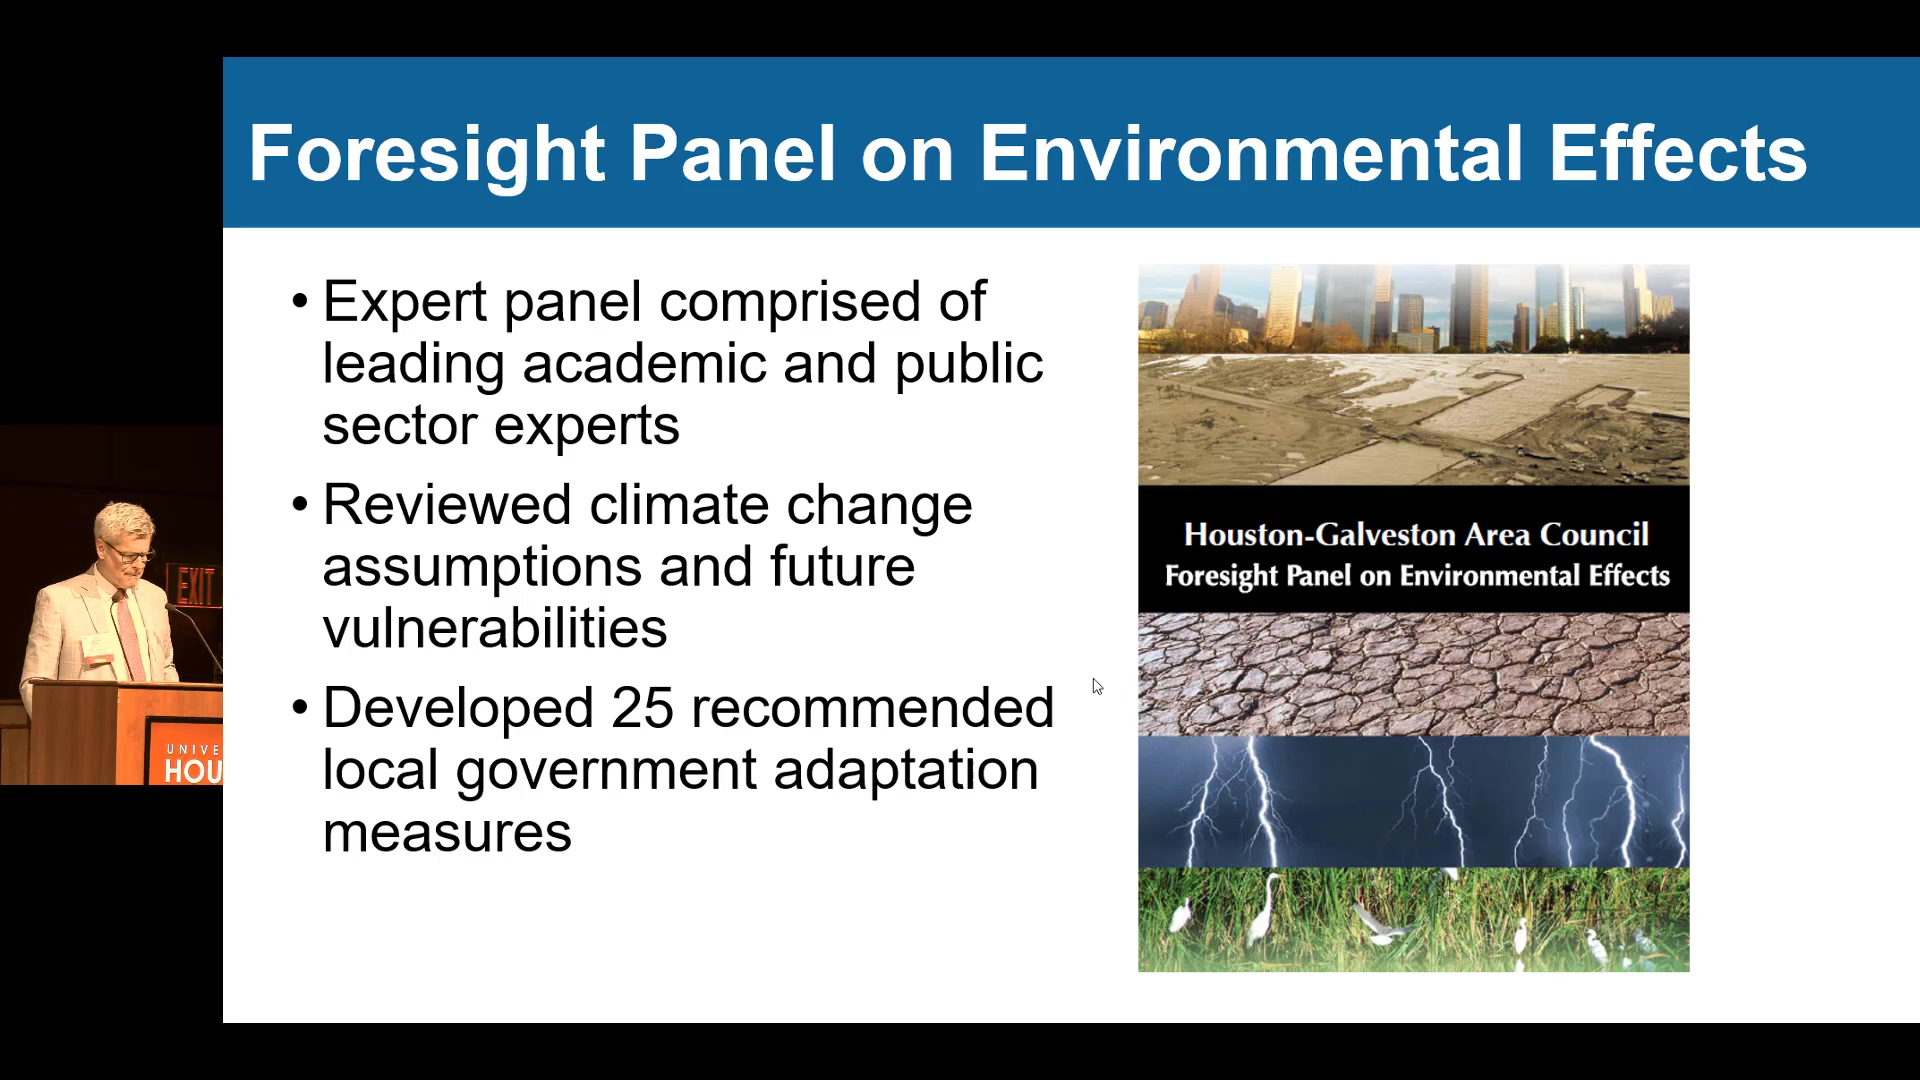 Foresight Panel on Environmental Effects
• Expert panel comprised of
leading academic and public
sector experts
• Reviewed climate change
assumptions and future
vulnerabilities
• Developed 25 recommended
local government adaptation
measures
Houston-Galveston Area Council
Foresight Panel on Environmental Effects
EXIT
UNIVE
HOU